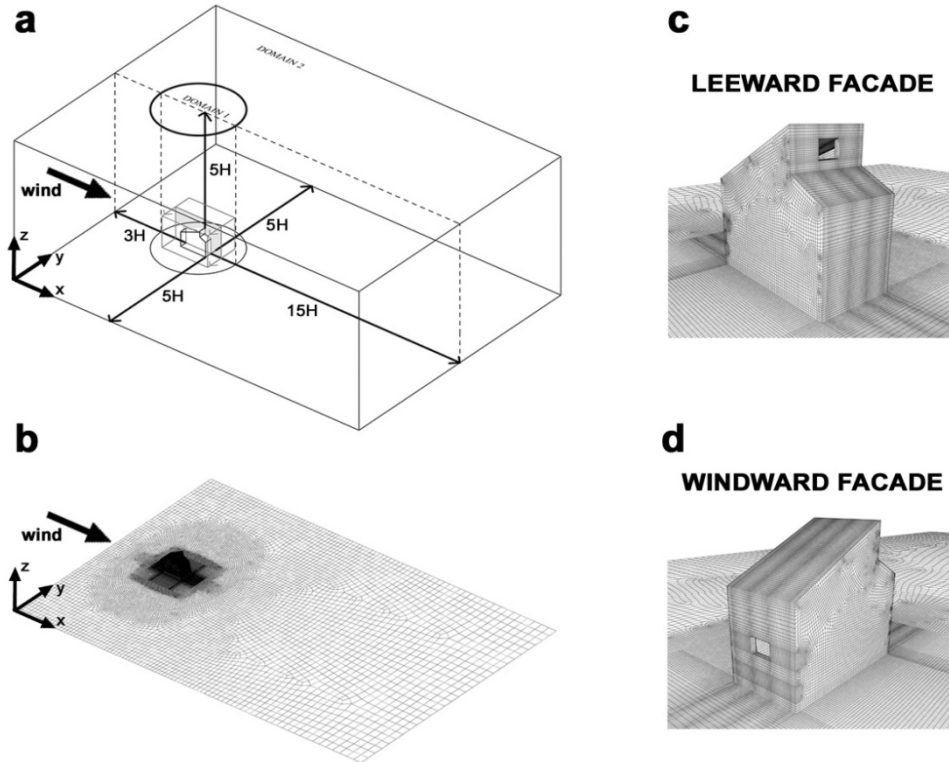 a
DOMAIN 2
DOMAIN 1
wind
5H
5H
3H
5H
15H
z
y
x
b
wind
z
y
x
c
LEEWARD FACADE
d
WINDWARD FACADE